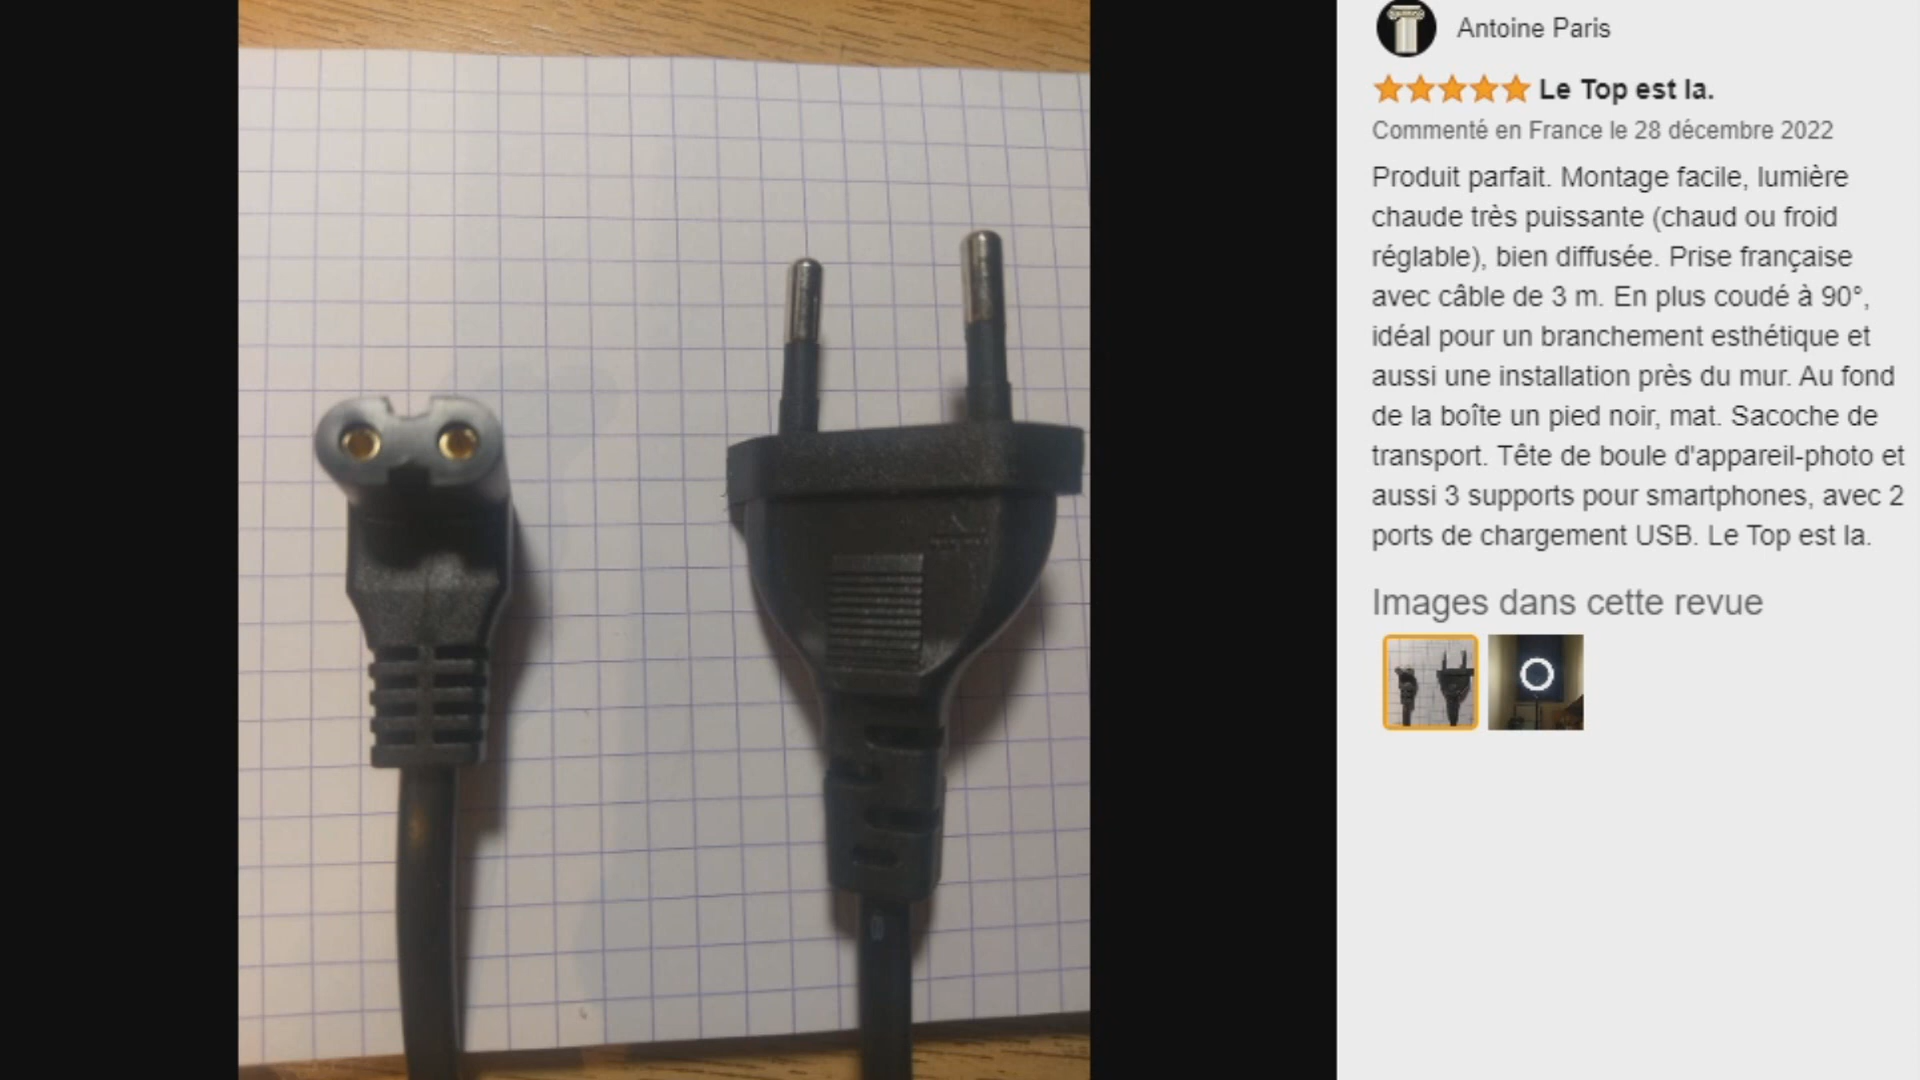 Antoine Paris
Le Top est la.
Commenté en France le 28 décembre 2022
Produit parfait. Montage facile, lumière
chaude très puissante (chaud ou froid
réglable), bien diffusée. Prise française
avec câble de 3 m. En plus coudé à 90°,
idéal pour un branchement esthétique et
aussi une installation près du mur. Au fond
de la boîte un pied noir, mat. Sacoche de
transport. Tête de boule d'appareil-photo et
aussi 3 supports pour smartphones, avec 2
ports de chargement USB. Le Top est la.
Images dans cette revue